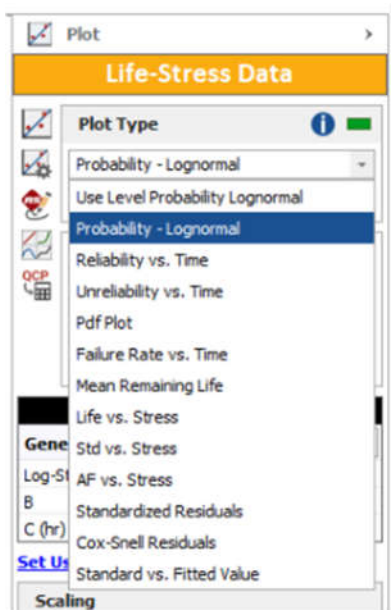 Plot
Life-Stress Data
Plot Type
Probability - Lognormal
Use Level Probability Lognormal
Probability - Lognormal
Reliability vs. Time
Unreliability vs. Time
QCP
Pdf Plot
Failure Rate vs. Time
Mean Remaining Life
Life vs. Stress
Gene
Std vs. Stress
Log-St
AF vs. Stress
B
Standardized Residuals
C (hr)
Cox-Snell Residuals
Set Us
Standard vs. Fitted Value
Scaling